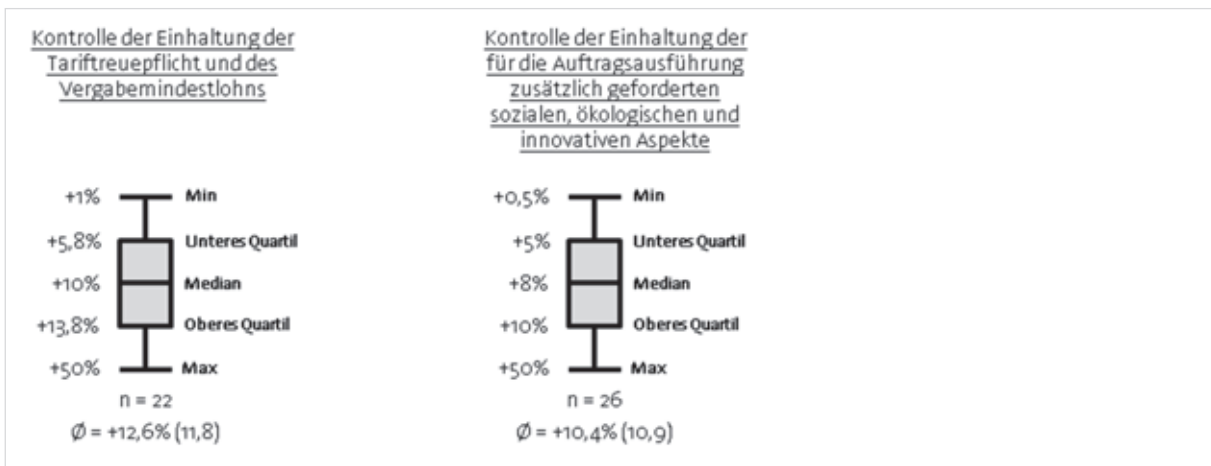 Kontrolle der Einhaltung der
Tariftreuepflicht und des
Vergabemindestlohns
+1% Min
+5,8% Unteres Quartil
+10% Median
+13,8% Oberes Quartil
+50% Max
n = 22
Ø = +12,6% (11,8)
Kontrolle der Einhaltung der
für die Auftragsausführung
zusätzlich geforderten
sozialen, ökologischen und
innovativen Aspekte
+0,5% Min
+5% Unteres Quartil
+8% Median
+10% Oberes Quartil
+50% Max
n = 26
Ø = +10,4% (10,9)